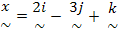 x = 2i − 3j + k
~ ~ ~ ~